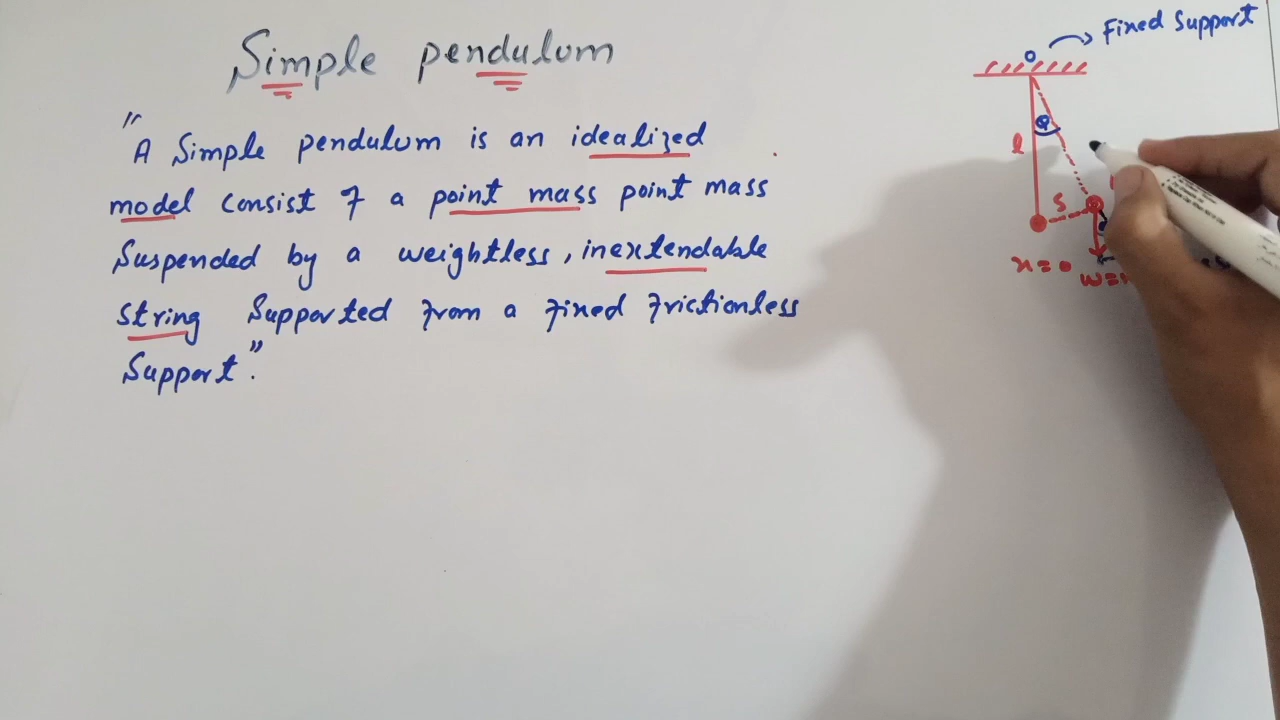 Simple pendulum
"A Simple pendulum is an idealized
model consist of a point mass point mass
Suspended by a weightless, inextendable
string Supported from a fixed frictionless
Support".
Fixed Support
O
θ
l
S
x = 0